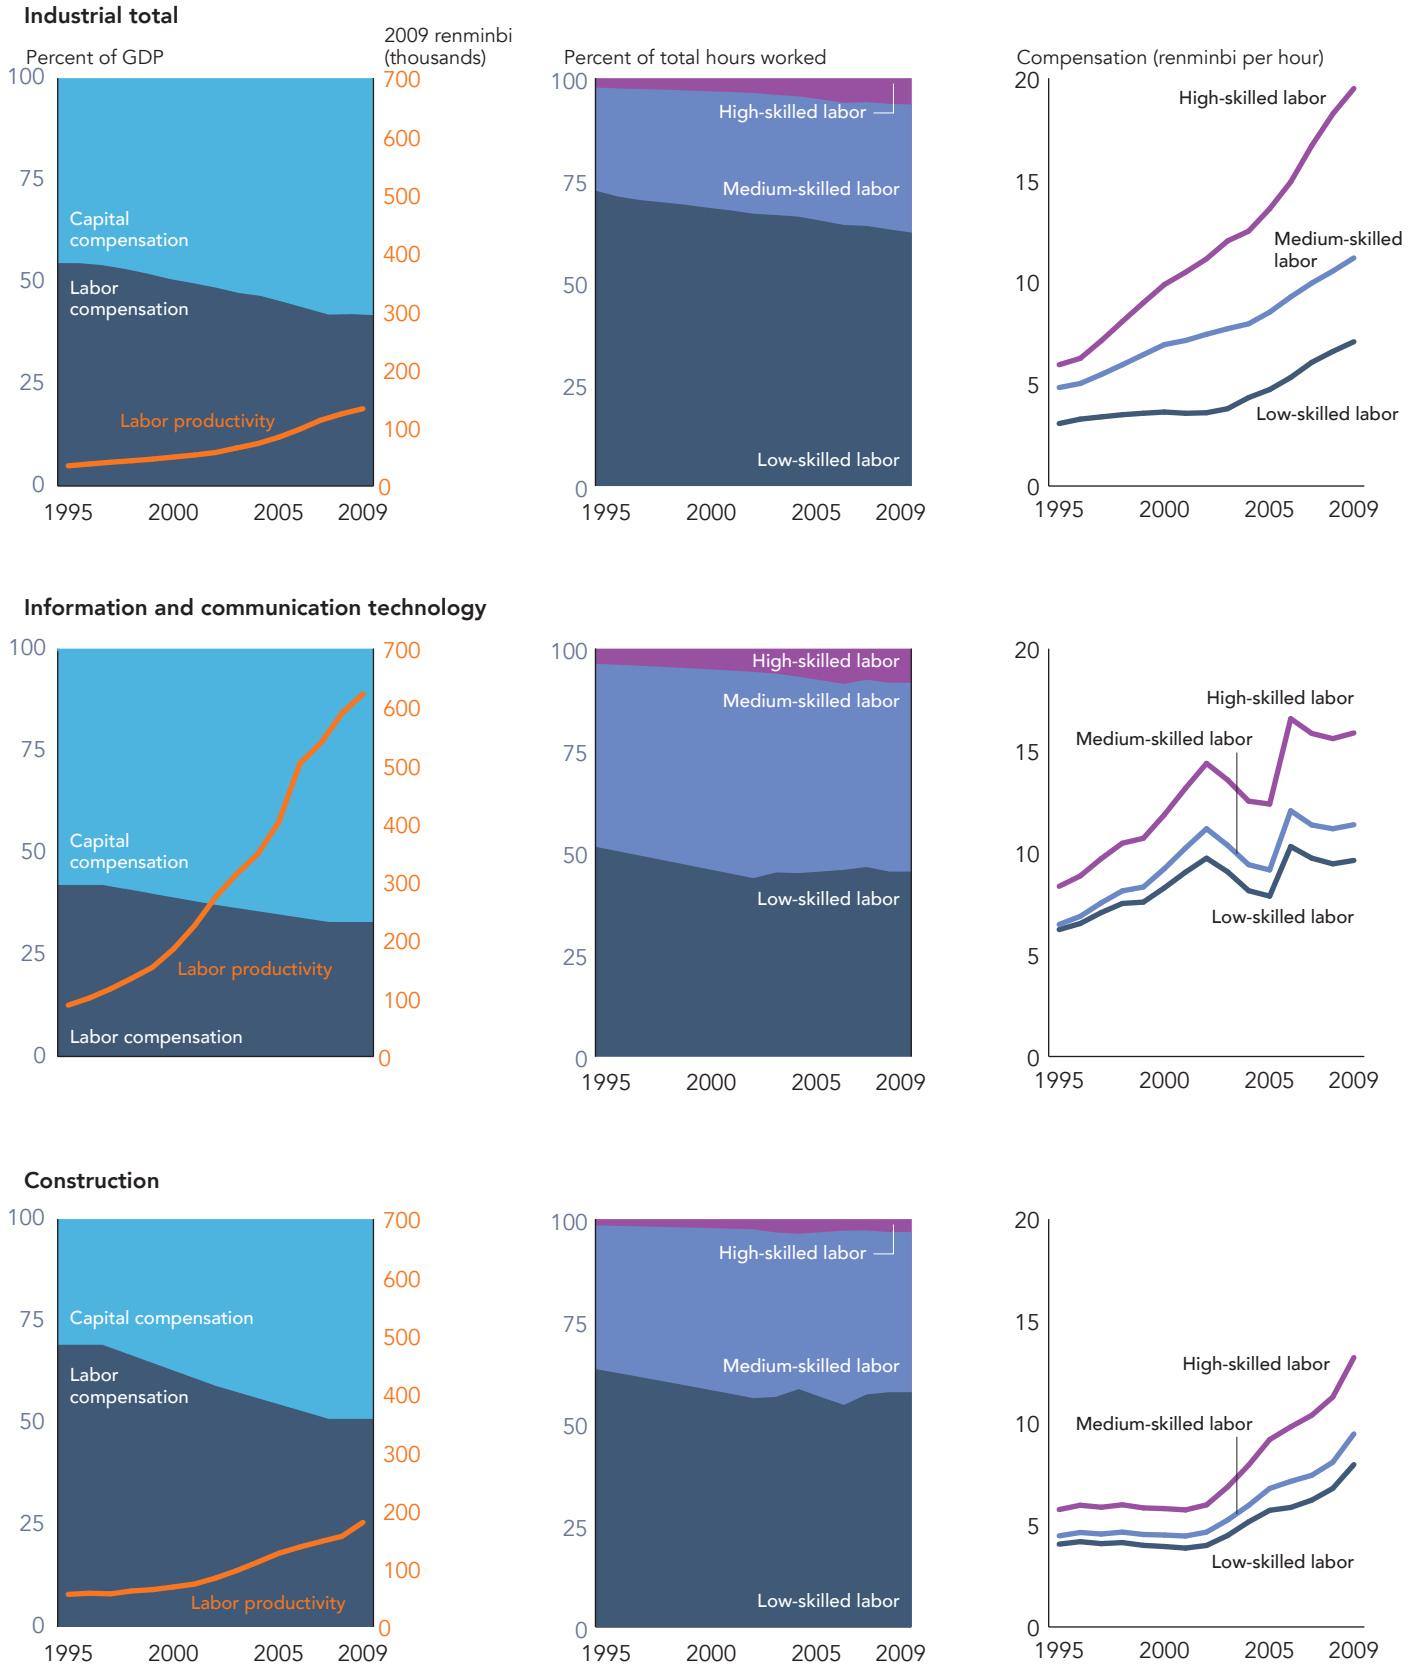 Industrial total
Percent of GDP
2009 renminbi
(thousands)
100
75
50
25
0
700
600
500
400
300
200
100
0
Capital
compensation
Labor
compensation
Labor productivity
1995 2000 2005 2009
Percent of total hours worked
100
75
50
25
0
High-skilled labor
Medium-skilled labor
Low-skilled labor
1995 2000 2005 2009
Compensation (renminbi per hour)
20
15
10
5
0
High-skilled labor
Medium-skilled
labor
Low-skilled labor
1995 2000 2005 2009
Information and communication technology
100
75
50
25
0
700
600
500
400
300
200
100
0
Capital
compensation
Labor productivity
Labor compensation
100
75
50
25
0
High-skilled labor
Medium-skilled labor
Low-skilled labor
1995 2000 2005 2009
20
15
10
5
0
High-skilled labor
Medium-skilled labor
Low-skilled labor
1995 2000 2005 2009
Construction
100
75
50
25
0
700
600
500
400
300
200
100
0
Capital compensation
Labor
compensation
Labor productivity
1995 2000 2005 2009
100
75
50
25
0
High-skilled labor
Medium-skilled labor
Low-skilled labor
1995 2000 2005 2009
20
15
10
5
0
High-skilled labor
Medium-skilled labor
Low-skilled labor
1995 2000 2005 2009